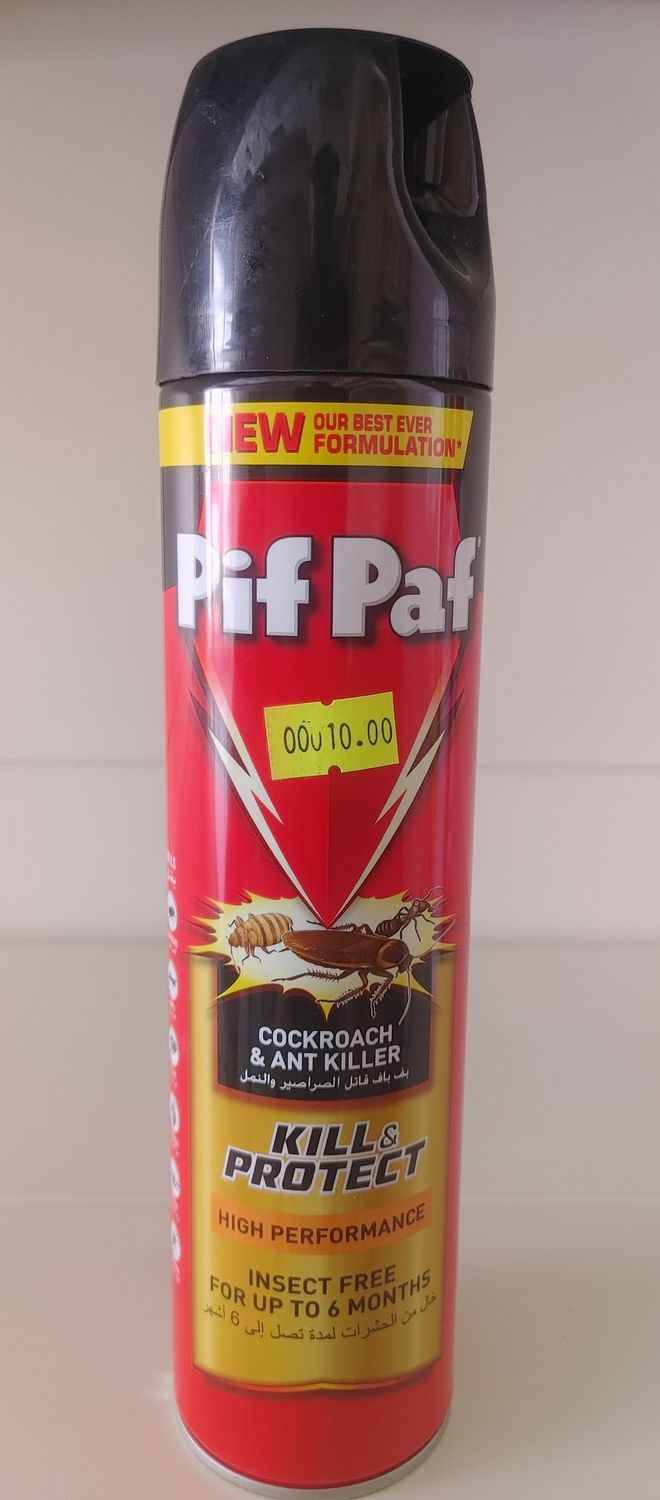 NEW OUR BEST EVER
FORMULATION*
Pif Paf
00010.00
COCKROACH
& ANT KILLER
بف باف قاتل الصراصير والنمل
KILL &
PROTECT
HIGH PERFORMANCE
INSECT FREE
FOR UP TO 6 MONTHS
خال من الحشرات لمدة تصل إلى 6 أشهر